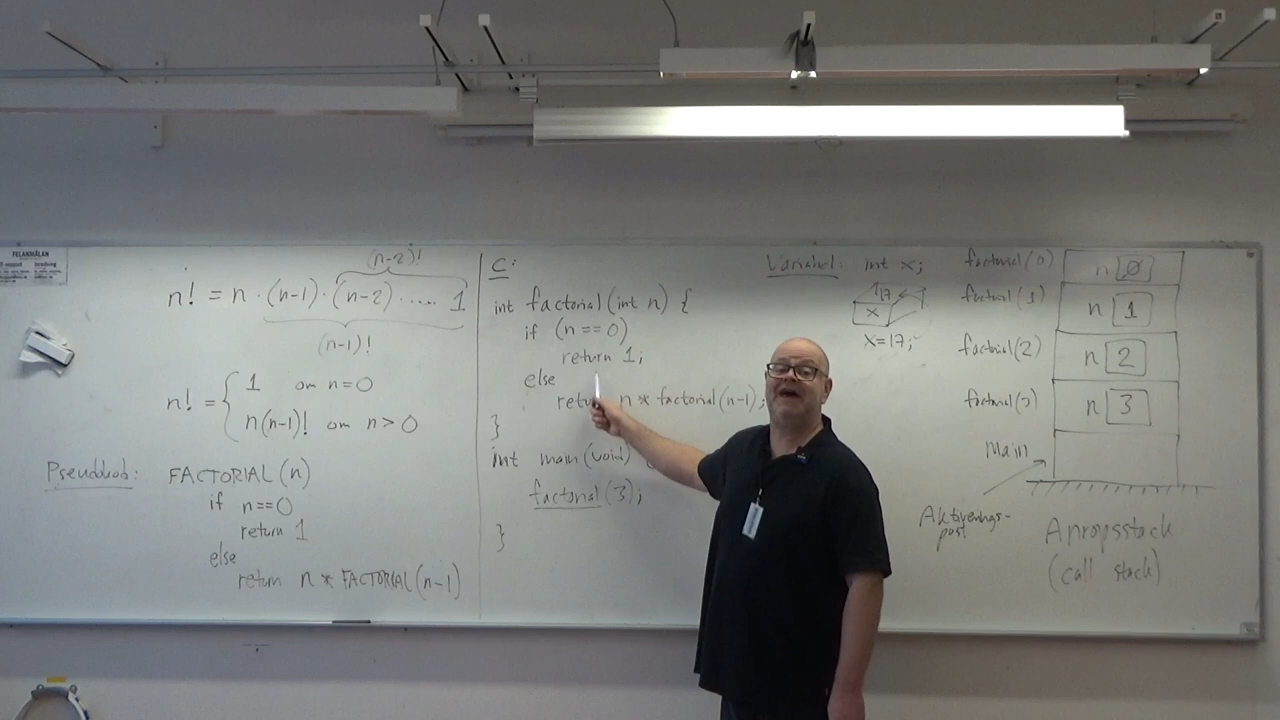 FELANMÄLAN
(n-2)!
n! = n · (n-1) · (n-2) ..... 1
(n-1)!
n! = { 1 om n=0
n(n-1)! om n>0
Pseudokod: FACTORIAL(n)
if n==0
return 1
else
return n * FACTORIAL(n-1)
C:
int factorial(int n) {
if (n==0)
return 1;
else
return n * factorial(n-1);
}
int main(void) {
factorial(3);
}
Variabel: int x;
17
x
x=17;
factorial(0) n 0
factorial(1) n 1
factorial(2) n 2
factorial(3) n 3
Main
Aktiverings-
post
Anropsstack
(call stack)